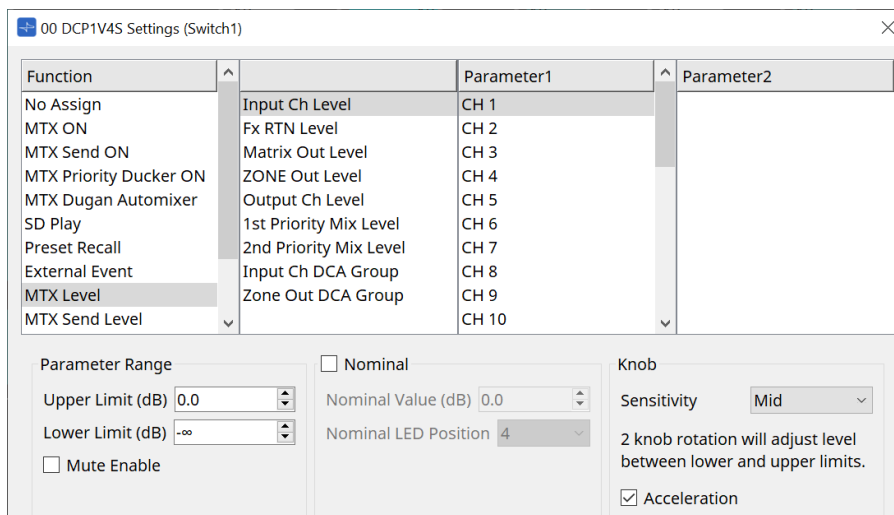 00 DCP1V4S Settings (Switch1)
Function
No Assign
MTX ON
MTX Send ON
MTX Priority Ducker ON
MTX Dugan Automixer
SD Play
Preset Recall
External Event
MTX Level
MTX Send Level
Input Ch Level
Fx RTN Level
Matrix Out Level
ZONE Out Level
Output Ch Level
1st Priority Mix Level
2nd Priority Mix Level
Input Ch DCA Group
Zone Out DCA Group
Parameter1
CH 1
CH 2
CH 3
CH 4
CH 5
CH 6
CH 7
CH 8
CH 9
CH 10
Parameter2
Parameter Range
Upper Limit (dB) 0.0
Lower Limit (dB) -∞
Mute Enable
Nominal
Nominal Value (dB) 0.0
Nominal LED Position 4
Knob
Sensitivity Mid
2 knob rotation will adjust level
between lower and upper limits.
Acceleration